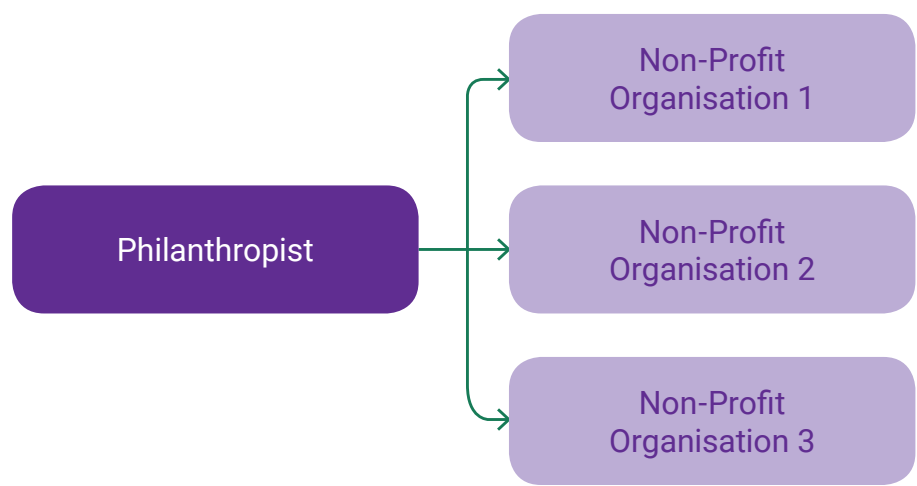 Non-Profit
Organisation 1
Philanthropist
Non-Profit
Organisation 2
Non-Profit
Organisation 3